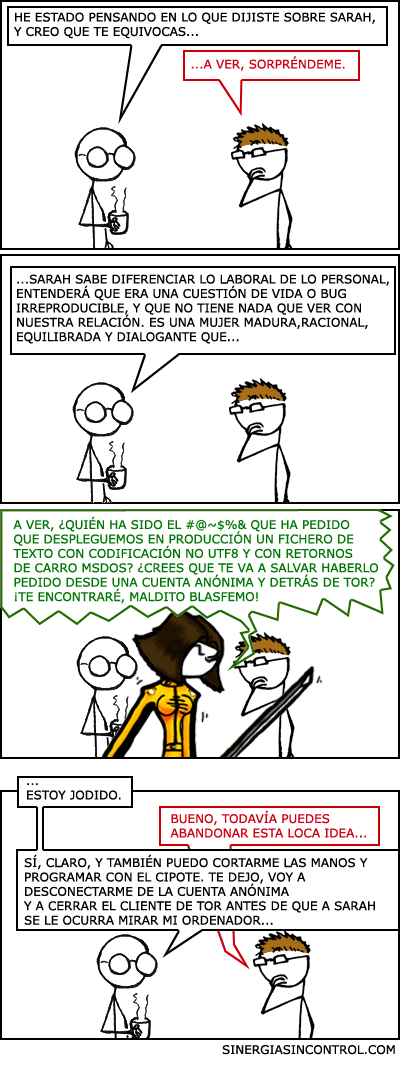 HE ESTADO PENSANDO EN LO QUE DIJISTE SOBRE SARAH,
Y CREO QUE TE EQUIVOCAS...
...A VER, SORPRÉNDEME.
...SARAH SABE DIFERENCIAR LO LABORAL DE LO PERSONAL,
ENTENDERÁ QUE ERA UNA CUESTIÓN DE VIDA O BUG
IRREPRODUCIBLE, Y QUE NO TIENE NADA QUE VER CON
NUESTRA RELACIÓN. ES UNA MUJER MADURA,RACIONAL,
EQUILIBRADA Y DIALOGANTE QUE...
A VER, ¿QUIÉN HA SIDO EL #@~$%& QUE HA PEDIDO
QUE DESPLEGUEMOS EN PRODUCCIÓN UN FICHERO DE
TEXTO CON CODIFICACIÓN NO UTF8 Y CON RETORNOS
DE CARRO MSDOS? ¿CREES QUE TE VA A SALVAR HABERLO
PEDIDO DESDE UNA CUENTA ANÓNIMA Y DETRÁS DE TOR?
¡TE ENCONTRARÉ, MALDITO BLASFEMO!
...
ESTOY JODIDO.
BUENO, TODAVÍA PUEDES
ABANDONAR ESTA LOCA IDEA...
SÍ, CLARO, Y TAMBIÉN PUEDO CORTARME LAS MANOS Y
PROGRAMAR CON EL CIPOTE. TE DEJO, VOY A
DESCONECTARME DE LA CUENTA ANÓNIMA
Y A CERRAR EL CLIENTE DE TOR ANTES DE QUE A SARAH
SE LE OCURRA MIRAR MI ORDENADOR...
SINERGIASINCONTROL.COM